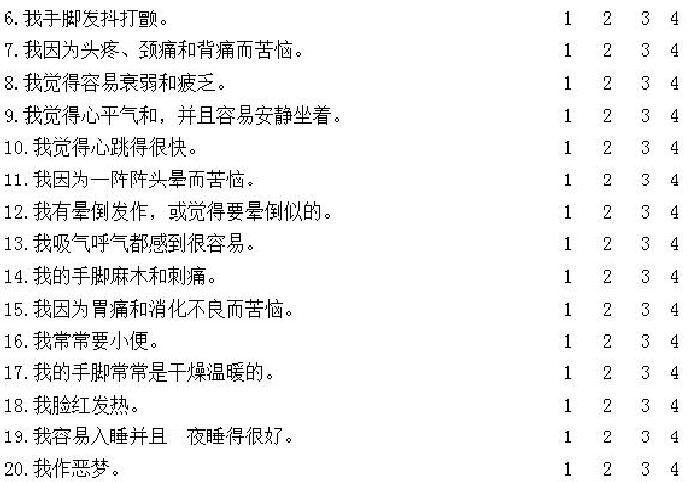 6.我手脚发抖打颤。 1 2 3 4
7.我因为头疼、颈痛和背痛而苦恼。 1 2 3 4
8.我觉得容易衰弱和疲乏。 1 2 3 4
9.我觉得心平气和，并且容易安静坐着。 1 2 3 4
10.我觉得心跳得很快。 1 2 3 4
11.我因为一阵阵头晕而苦恼。 1 2 3 4
12.我有晕倒发作，或觉得要晕倒似的。 1 2 3 4
13.我吸气呼气都感到很容易。 1 2 3 4
14.我的手脚麻木和刺痛。 1 2 3 4
15.我因为胃痛和消化不良而苦恼。 1 2 3 4
16.我常常要小便。 1 2 3 4
17.我的手脚常常是干燥温暖的。 1 2 3 4
18.我脸红发热。 1 2 3 4
19.我容易入睡并且 夜睡得很好。 1 2 3 4
20.我作恶梦。 1 2 3 4